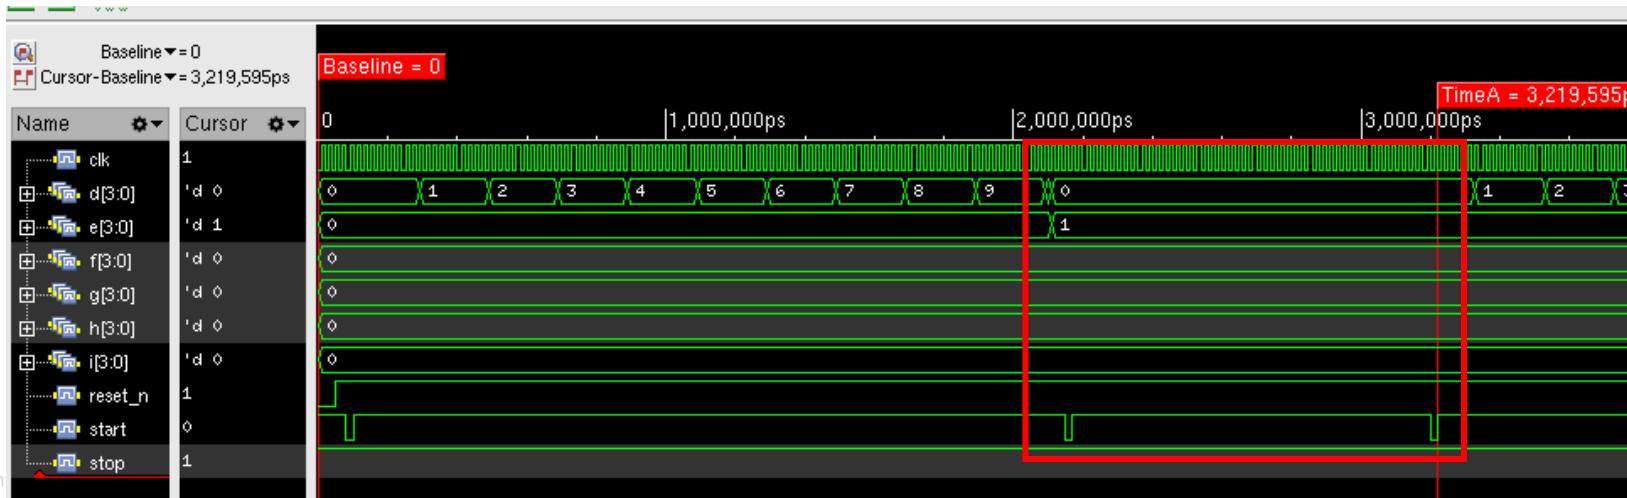 Baseline▼= 0
Cursor-Baseline▼= 3,219,595ps
Baseline = 0
TimeA = 3,219,595p
Name Cursor 0 1,000,000ps 2,000,000ps 3,000,000ps
clk 1
d[3:0] 'd 0 0 1 2 3 4 5 6 7 8 9 0 1 2 3
e[3:0] 'd 1 0 1
f[3:0] 'd 0 0
g[3:0] 'd 0 0
h[3:0] 'd 0 0
i[3:0] 'd 0 0
reset_n 1
start 0
stop 1